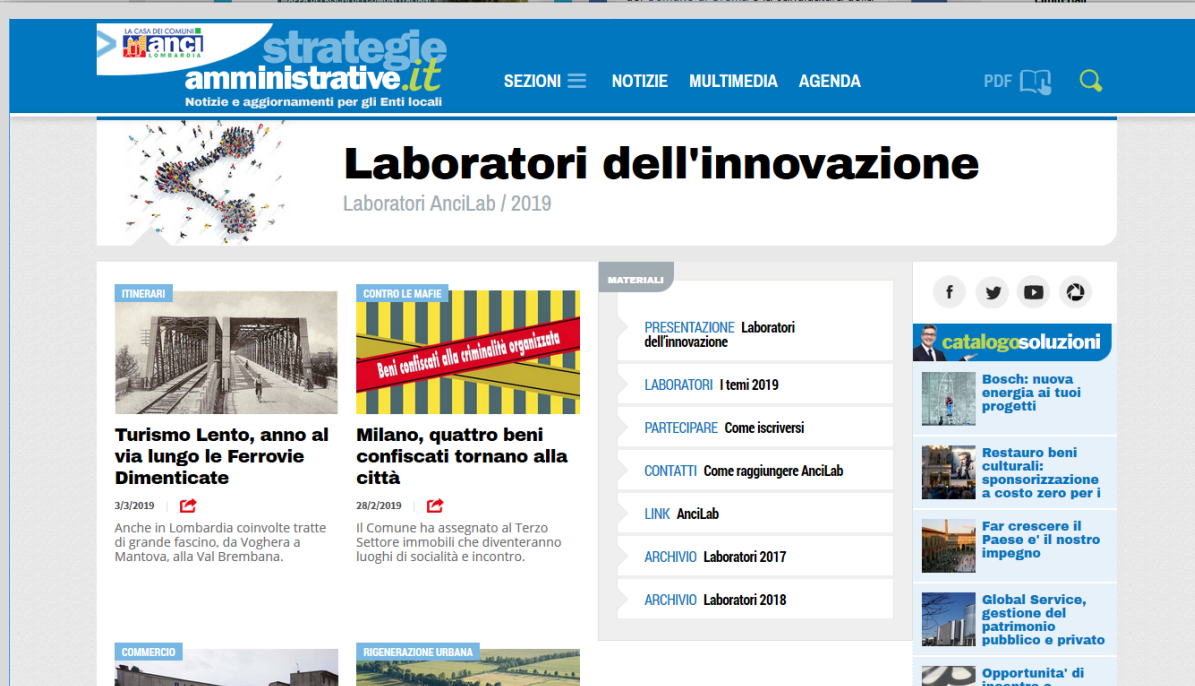 LA CASA DEI COMUNI
anci
LOMBARDIA
strategie
amministrative.it
Notizie e aggiornamenti per gli Enti locali
SEZIONI
NOTIZIE
MULTIMEDIA
AGENDA
PDF
Laboratori dell'innovazione
Laboratori AnciLab / 2019
ITINERARI
Turismo Lento, anno al
via lungo le Ferrovie
Dimenticate
3/3/2019
Anche in Lombardia coinvolte tratte
di grande fascino, da Voghera a
Mantova, alla Val Brembana.
CONTRO LE MAFIE
Beni confiscati alla criminalità organizzata
Milano, quattro beni
confiscati tornano alla
città
28/2/2019
Il Comune ha assegnato al Terzo
Settore immobili che diventeranno
luoghi di socialità e incontro.
COMMERCIO
RIGENERAZIONE URBANA
MATERIALI
PRESENTAZIONE Laboratori
dell'innovazione
LABORATORI I temi 2019
PARTECIPARE Come iscriversi
CONTATTI Come raggiungere AnciLab
LINK AnciLab
ARCHIVIO Laboratori 2017
ARCHIVIO Laboratori 2018
catalogosoluzioni
Bosch: nuova
energia ai tuoi
progetti
Restauro beni
culturali:
sponsorizzazione
a costo zero per i
Far crescere il
Paese e' il nostro
impegno
Global Service,
gestione del
patrimonio
pubblico e privato
Opportunita' di